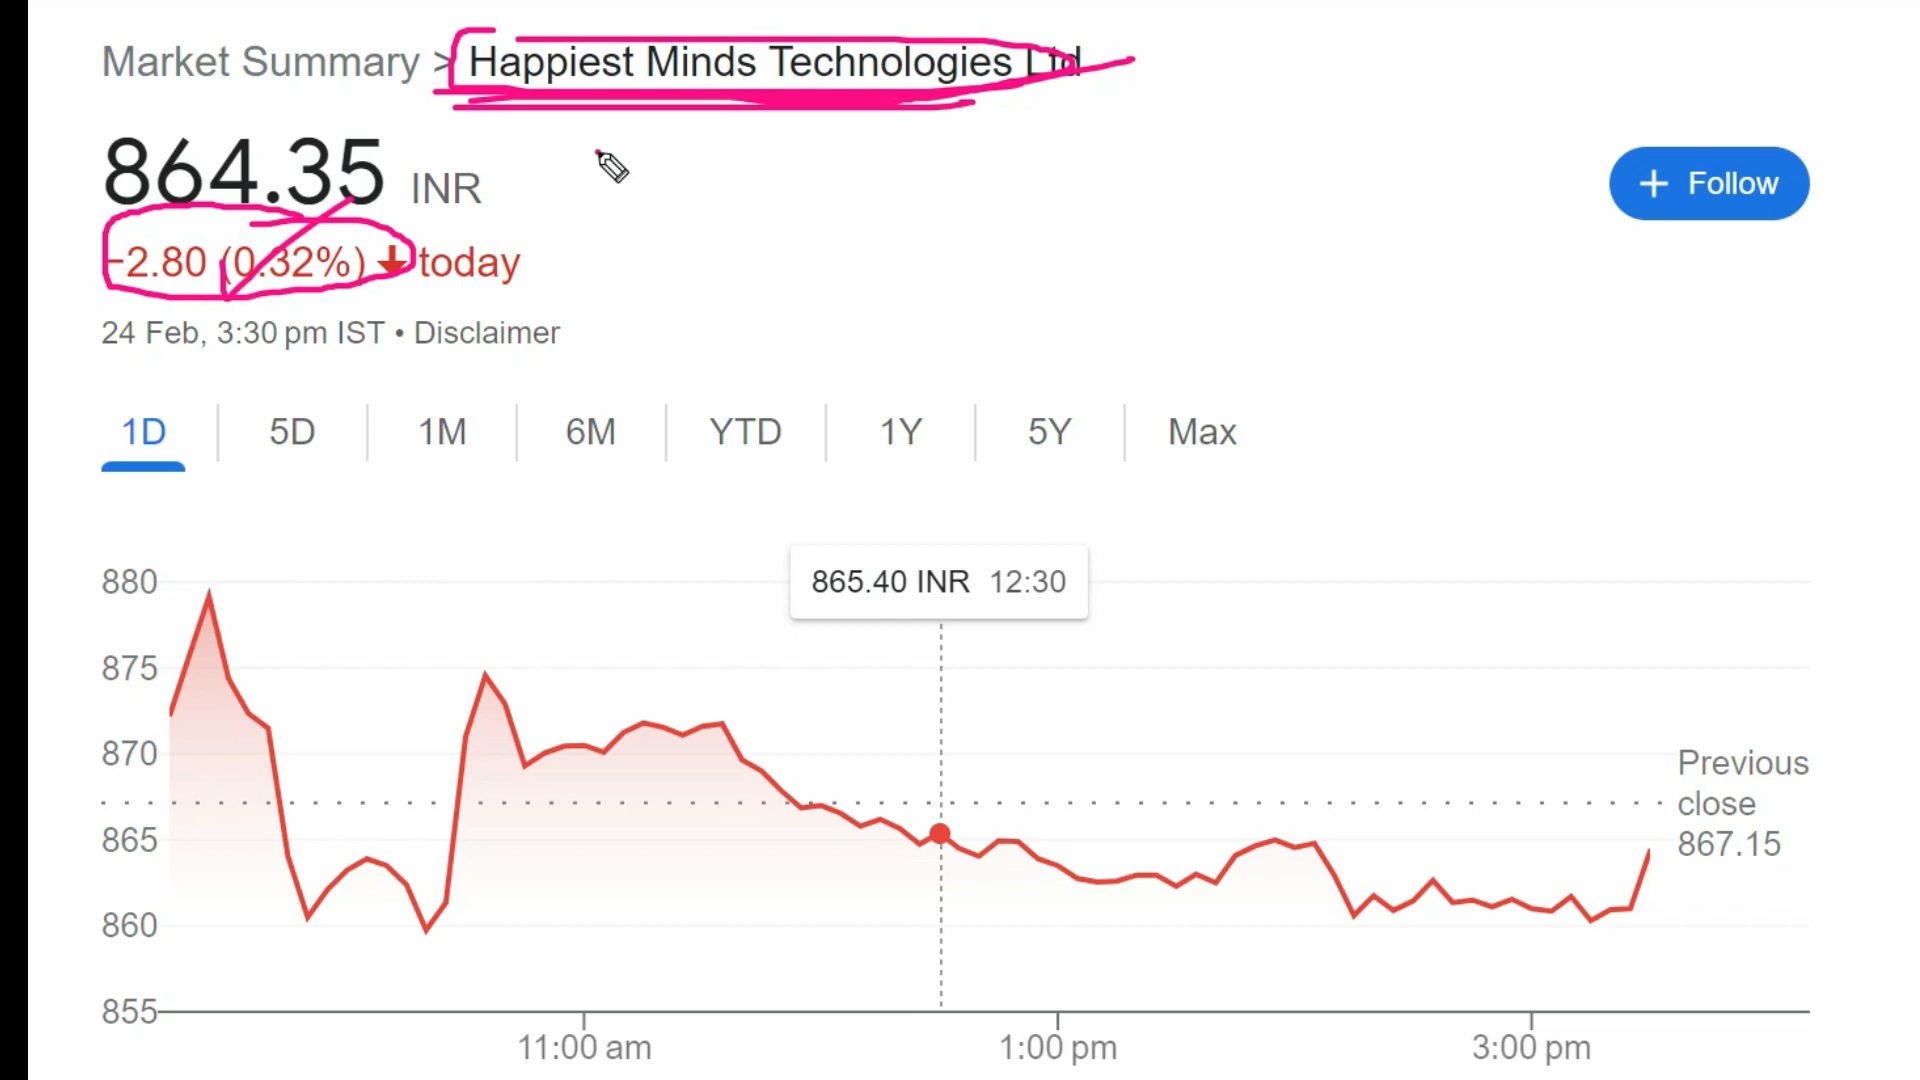 Market Summary > Happiest Minds Technologies Ltd
864.35 INR
+ Follow
−2.80 (0.32%) ↓ today
24 Feb, 3:30 pm IST • Disclaimer
1D 5D 1M 6M YTD 1Y 5Y Max
865.40 INR 12:30
880
875
870
865
860
855
Previous
close
867.15
11:00 am 1:00 pm 3:00 pm